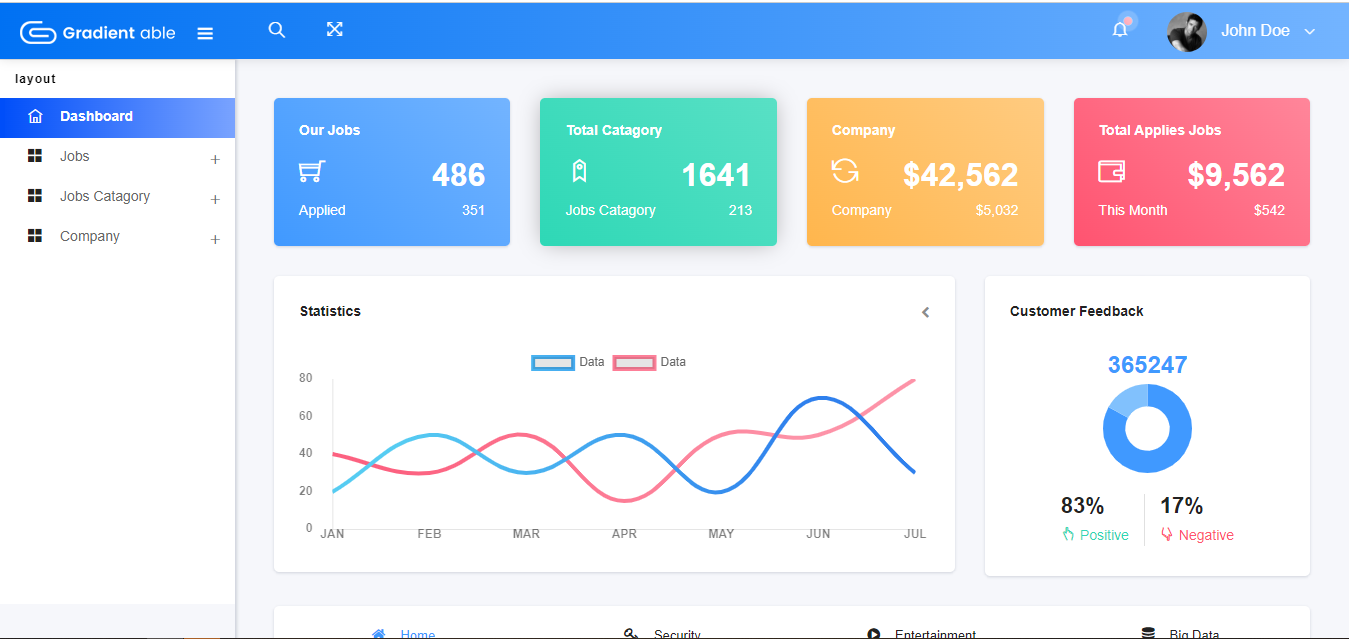 Gradient able
John Doe
layout
Dashboard
Jobs +
Jobs Catagory +
Company +
Our Jobs
486
Applied 351
Total Catagory
1641
Jobs Catagory 213
Company
$42,562
Company $5,032
Total Applies Jobs
$9,562
This Month $542
Statistics
Data Data
80
60
40
20
0
JAN FEB MAR APR MAY JUN JUL
Customer Feedback
365247
83% 17%
Positive Negative
Home Security Entertainment Big Data